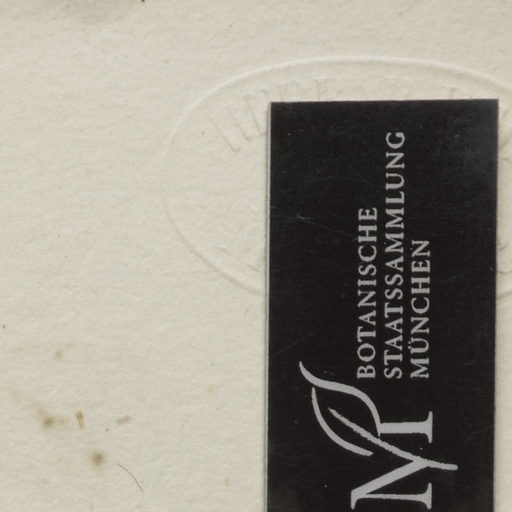 BOTANISCHE
STAATSSAMMLUNG
MÜNCHEN
M